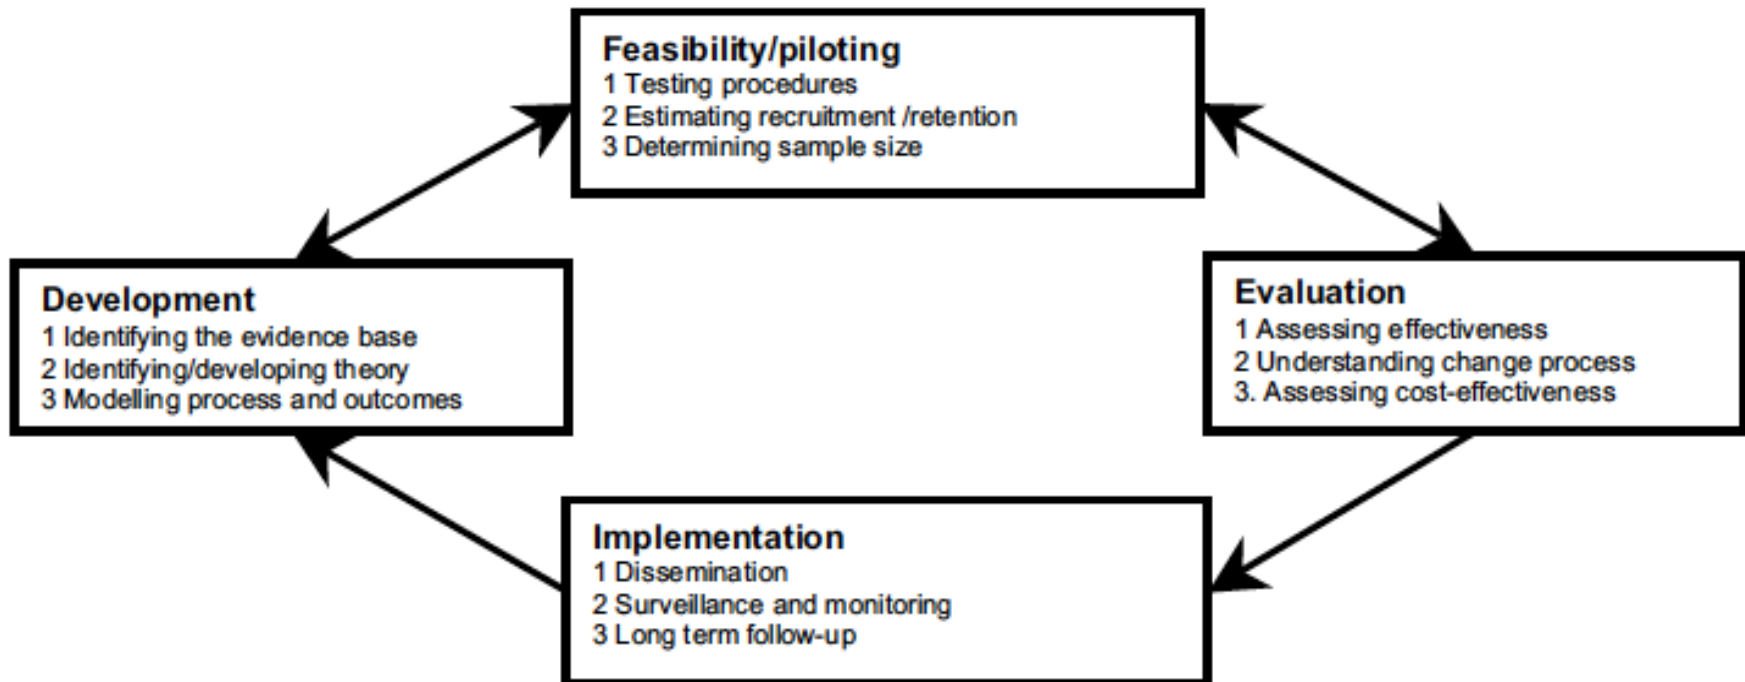 Feasibility/piloting
1 Testing procedures
2 Estimating recruitment /retention
3 Determining sample size
Development
1 Identifying the evidence base
2 Identifying/developing theory
3 Modelling process and outcomes
Evaluation
1 Assessing effectiveness
2 Understanding change process
3. Assessing cost-effectiveness
Implementation
1 Dissemination
2 Surveillance and monitoring
3 Long term follow-up